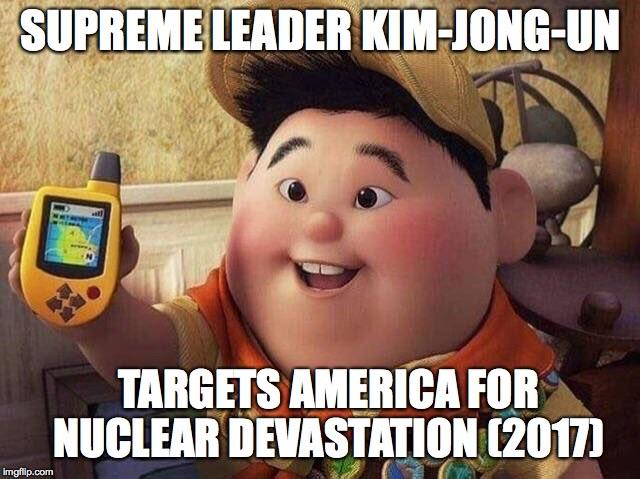 SUPREME LEADER KIM-JONG-UN
N
TARGETS AMERICA FOR
NUCLEAR DEVASTATION (2017)
imgflip.com